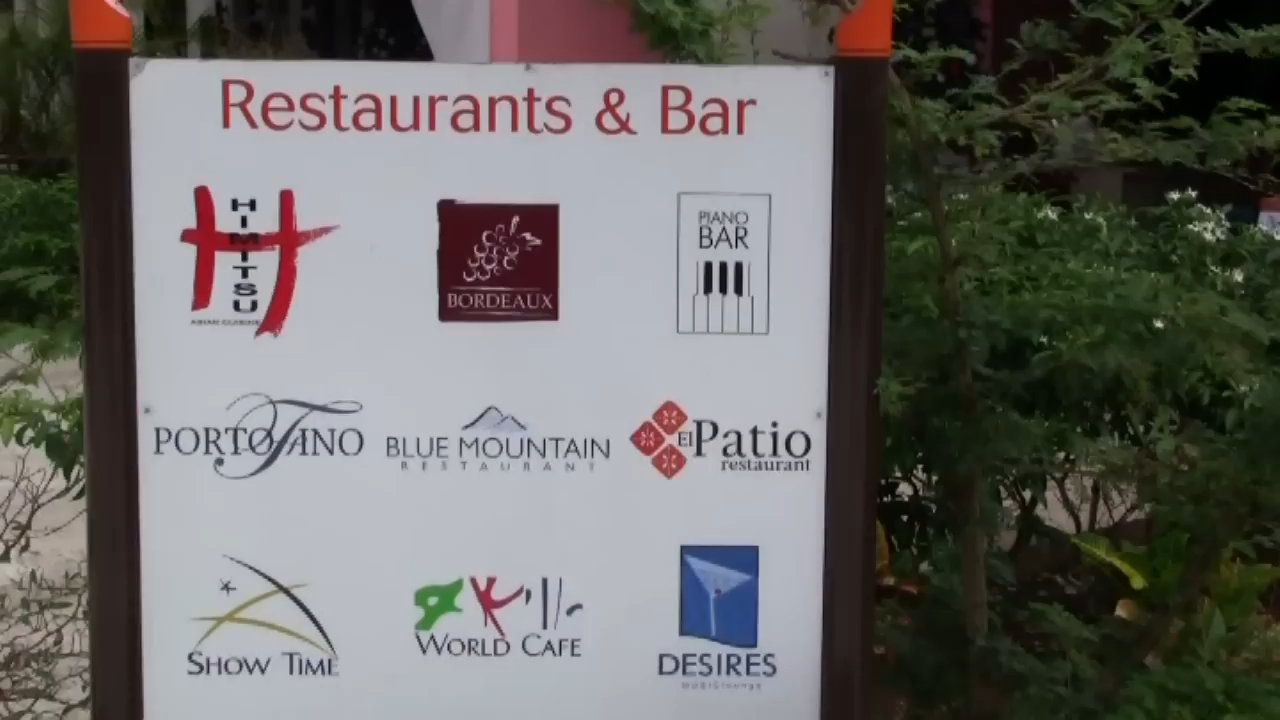 Restaurants & Bar
HIMITSU
ASIAN CUISINE
BORDEAUX
PIANO
BAR
PORTOFINO
BLUE MOUNTAIN
RESTAURANT
El Patio
restaurant
SHOW TIME
WORLD CAFE
DESIRES